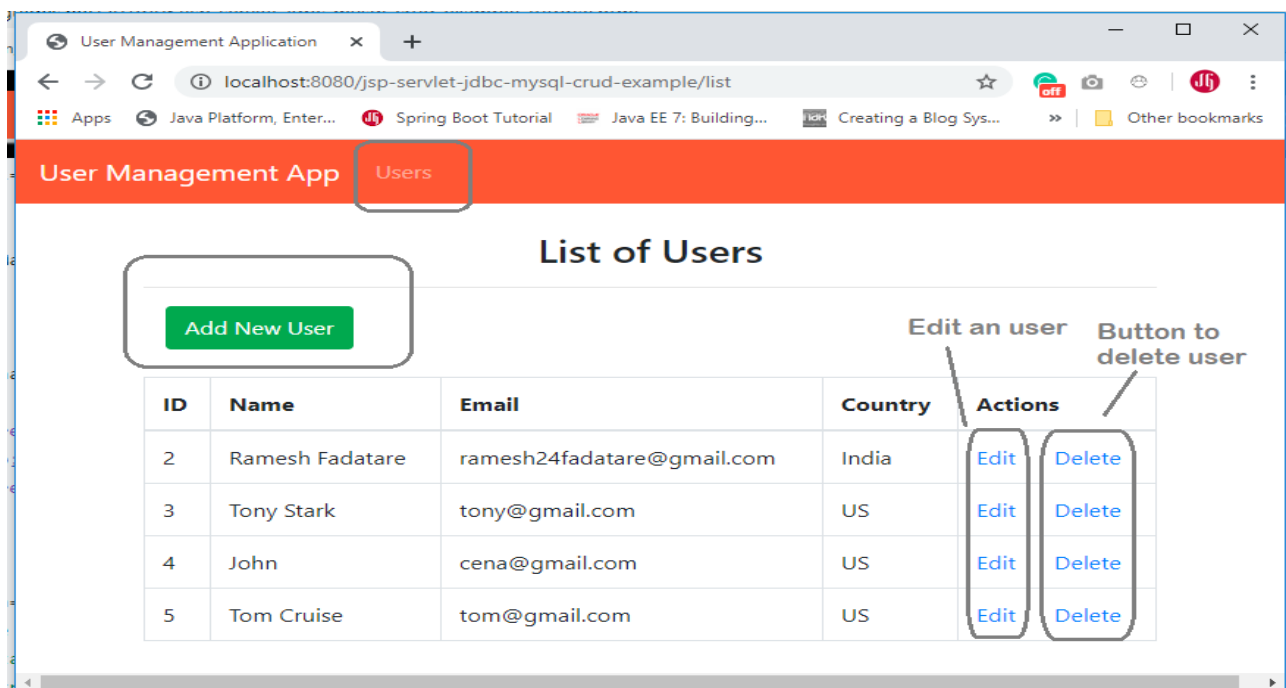 User Management Application
localhost:8080/jsp-servlet-jdbc-mysql-crud-example/list
off
Apps Java Platform, Enter... Spring Boot Tutorial Java EE 7: Building... Creating a Blog Sys... » Other bookmarks
User Management App Users
List of Users
Add New User
Edit an user
Button to
delete user
ID Name Email Country Actions
2 Ramesh Fadatare ramesh24fadatare@gmail.com India Edit Delete
3 Tony Stark tony@gmail.com US Edit Delete
4 John cena@gmail.com US Edit Delete
5 Tom Cruise tom@gmail.com US Edit Delete